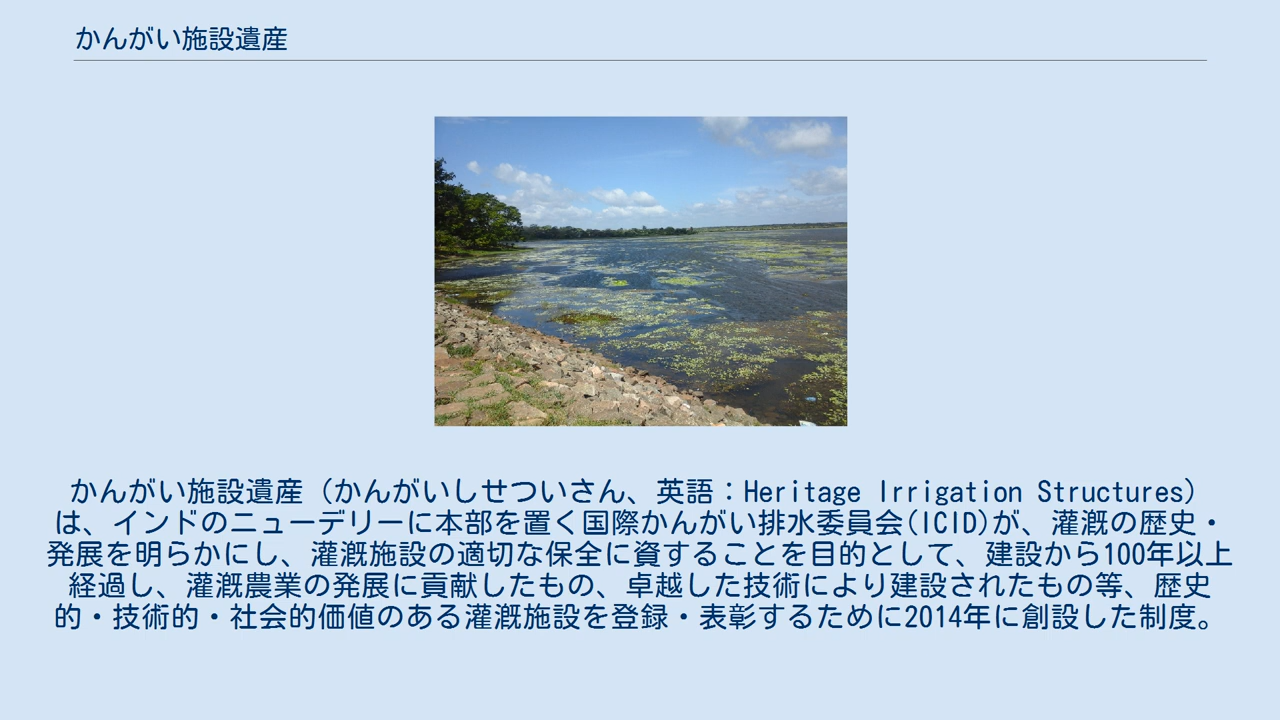 かんがい施設遺産
かんがい施設遺産（かんがいしせついさん、英語：Heritage Irrigation Structures）
は、インドのニューデリーに本部を置く国際かんがい排水委員会(ICID)が、灌漑の歴史・
発展を明らかにし、灌漑施設の適切な保全に資することを目的として、建設から100年以上
経過し、灌漑農業の発展に貢献したもの、卓越した技術により建設されたもの等、歴史
的・技術的・社会的価値のある灌漑施設を登録・表彰するために2014年に創設した制度。